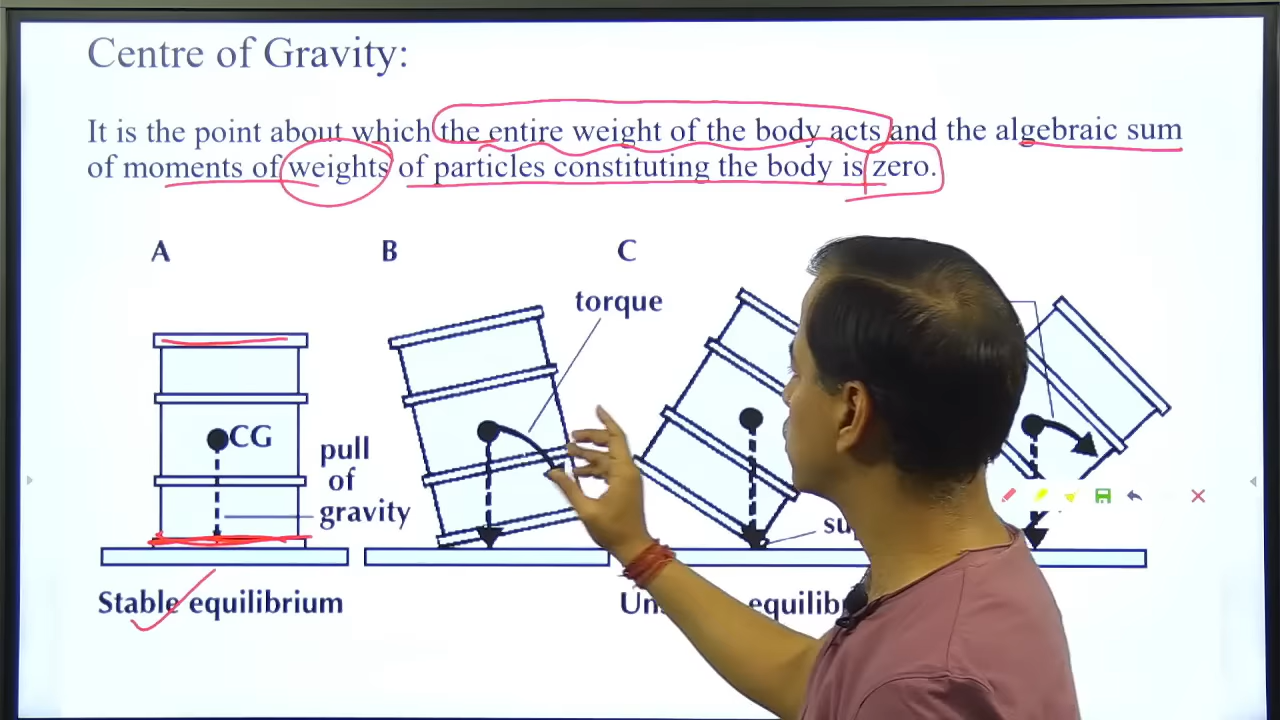 Centre of Gravity:
It is the point about which the entire weight of the body acts and the algebraic sum
of moments of weights of particles constituting the body is zero.
A
B
C
torque
CG
pull
of
gravity
Stable equilibrium